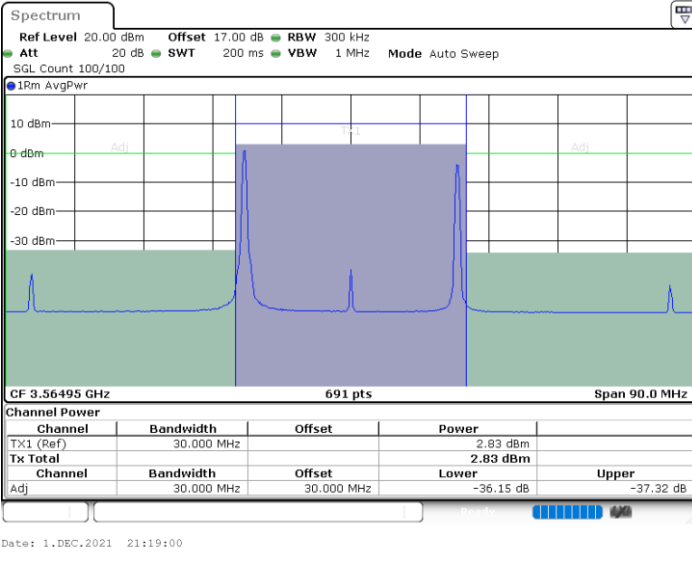 Spectrum
Ref Level 20.00 dBm Offset 17.00 dB RBW 300 kHz
Att 20 dB SWT 200 ms VBW 1 MHz Mode Auto Sweep
SGL Count 100/100
1Rm AvgPwr
10 dBm
TX1
Adj Adj
0 dBm
-10 dBm
-20 dBm
-30 dBm
CF 3.56495 GHz 691 pts Span 90.0 MHz
Channel Power
Channel Bandwidth Offset Power
TX1 (Ref) 30.000 MHz 2.83 dBm
Tx Total 2.83 dBm
Channel Bandwidth Offset Lower Upper
Adj 30.000 MHz 30.000 MHz -36.15 dB -37.32 dB
Ready
Date: 1.DEC.2021 21:19:00